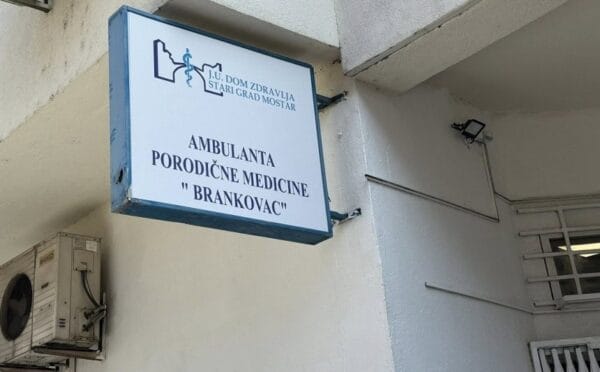 J.U. DOM ZDRAVLJA
STARI GRAD MOSTAR
AMBULANTA
PORODIČNE MEDICINE
" BRANKOVAC"